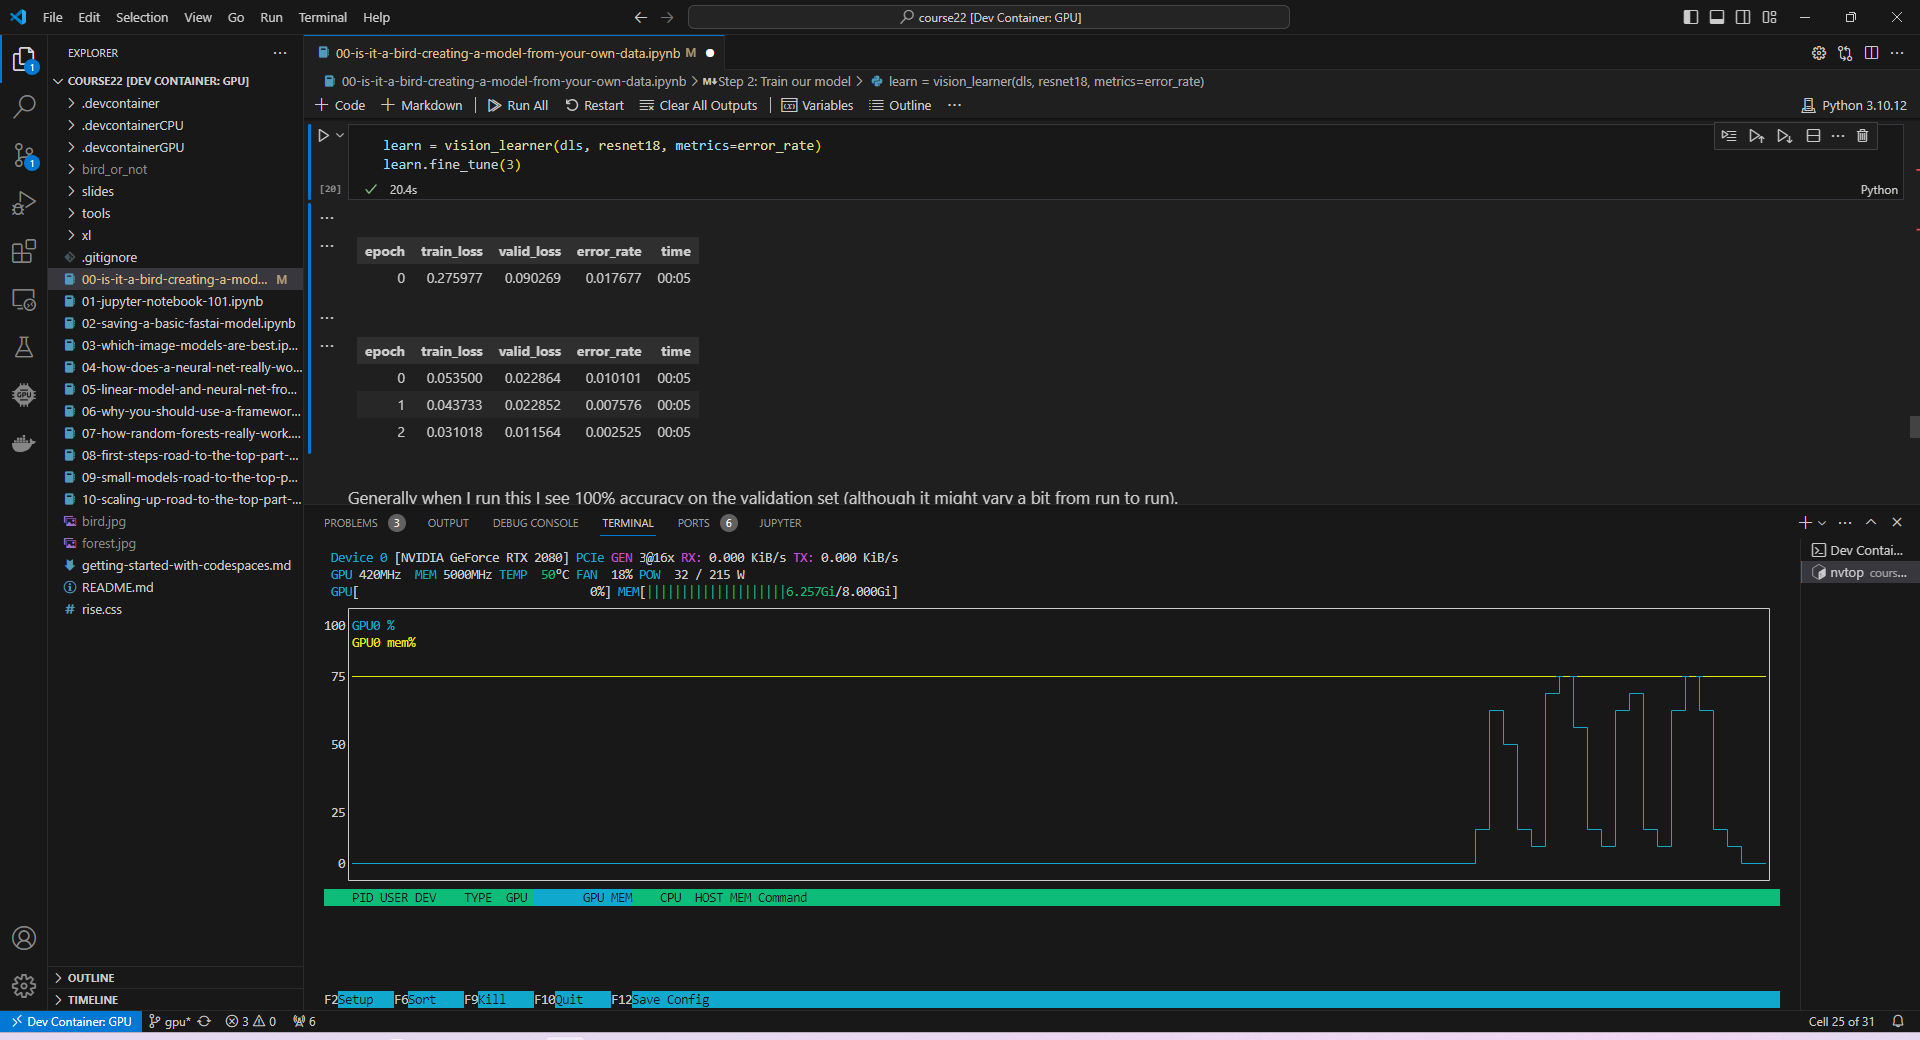 File Edit Selection View Go Run Terminal Help
course22 [Dev Container: GPU]
EXPLORER
COURSE22 [DEV CONTAINER: GPU]
.devcontainer
.devcontainerCPU
.devcontainerGPU
bird_or_not
slides
tools
xl
.gitignore
00-is-it-a-bird-creating-a-mod... M
01-jupyter-notebook-101.ipynb
02-saving-a-basic-fastai-model.ipynb
03-which-image-models-are-best.ip...
04-how-does-a-neural-net-really-wo...
05-linear-model-and-neural-net-fro...
06-why-you-should-use-a-framewor...
07-how-random-forests-really-work....
08-first-steps-road-to-the-top-part-...
09-small-models-road-to-the-top-p...
10-scaling-up-road-to-the-top-part-...
bird.jpg
forest.jpg
getting-started-with-codespaces.md
README.md
rise.css
OUTLINE
TIMELINE
1
1
GPU
00-is-it-a-bird-creating-a-model-from-your-own-data.ipynb M
00-is-it-a-bird-creating-a-model-from-your-own-data.ipynb > M↓Step 2: Train our model > learn = vision_learner(dls, resnet18, metrics=error_rate)
+ Code + Markdown Run All Restart Clear All Outputs Variables Outline ... Python 3.10.12
learn = vision_learner(dls, resnet18, metrics=error_rate)
learn.fine_tune(3)
[20] ✓ 20.4s Python
...
...
epoch train_loss valid_loss error_rate time
0 0.275977 0.090269 0.017677 00:05
...
...
epoch train_loss valid_loss error_rate time
0 0.053500 0.022864 0.010101 00:05
1 0.043733 0.022852 0.007576 00:05
2 0.031018 0.011564 0.002525 00:05
Generally when I run this I see 100% accuracy on the validation set (although it might vary a bit from run to run).
PROBLEMS 3 OUTPUT DEBUG CONSOLE TERMINAL PORTS 6 JUPYTER
Dev Contai...
nvtop cours...
Device 0 [NVIDIA GeForce RTX 2080] PCIe GEN 3@16x RX: 0.000 KiB/s TX: 0.000 KiB/s
GPU 420MHz MEM 5000MHz TEMP 50°C FAN 18% POW 32 / 215 W
GPU[ 0%] MEM[||||||||||||||||||||6.257Gi/8.000Gi]
100 GPU0 %
GPU0 mem%
75
50
25
0
PID USER DEV TYPE GPU GPU MEM CPU HOST MEM Command
F2Setup F6Sort F9Kill F10Quit F12Save Config
Dev Container: GPU gpu* 3 0 6 Cell 25 of 31